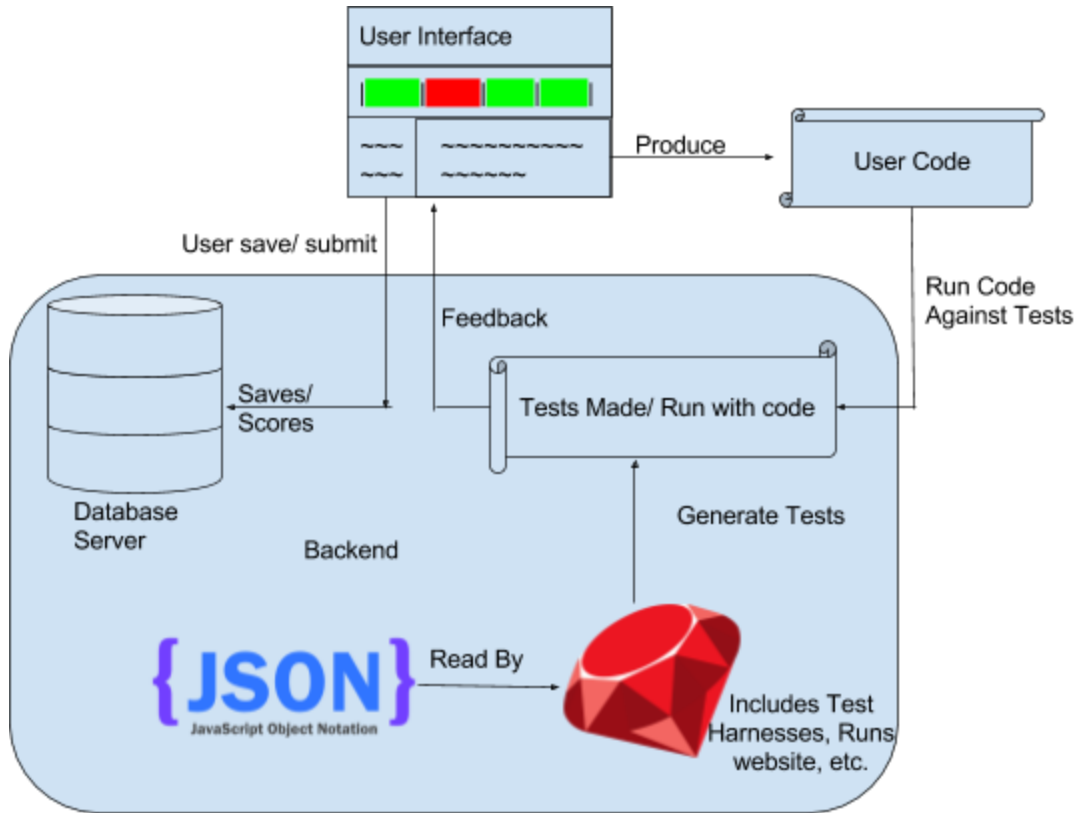 User Interface
~~~ ~~~~~~~~~~
~~~ ~~~~~~
Produce
User Code
User save/ submit
Run Code
Against Tests
Feedback
Saves/
Scores
Tests Made/ Run with code
Database
Server
Generate Tests
Backend
{JSON}
JavaScript Object Notation
Read By
Includes Test
Harnesses, Runs
website, etc.